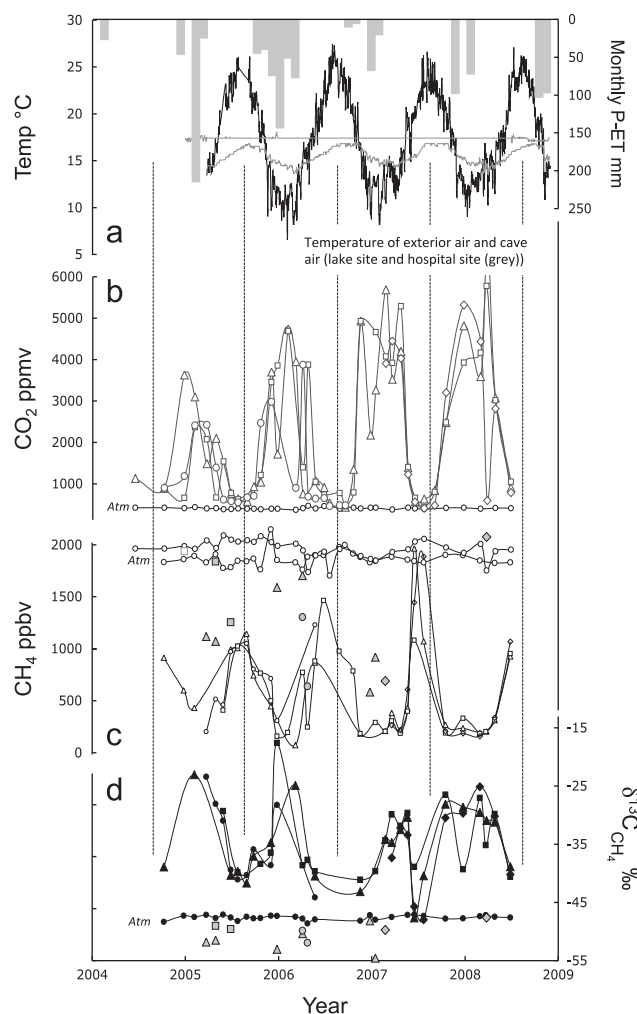 30
25
20
15
10
5
Temp °C
0
50
100
150
200
250
Monthly P-ET mm
a
Temperature of exterior air and cave
air (lake site and hospital site (grey))
b
6000
5000
4000
3000
2000
1000
CO2 ppmv
Atm
2000
1500
1000
500
0
CH4 ppbv
Atm
c
-15
-25
-35
-45
-55
δ13C CH4 ‰
d
Atm
2004
2005
2006
2007
2008
2009
Year